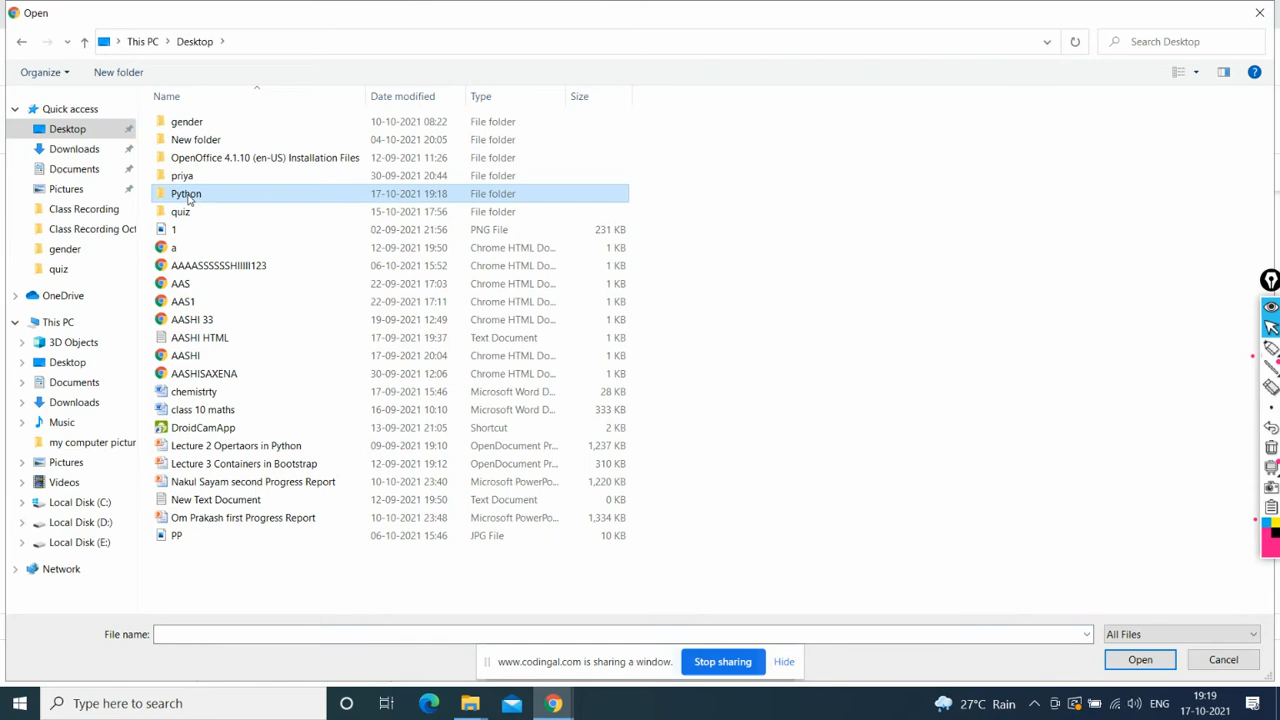 Open
This PC > Desktop >
Search Desktop
Organize
New folder
Name
Date modified
Type
Size
Quick access
Desktop
Downloads
Documents
Pictures
Class Recording
Class Recording Oct
gender
quiz
OneDrive
This PC
3D Objects
Desktop
Documents
Downloads
Music
my computer pictur
Pictures
Videos
Local Disk (C:)
Local Disk (D:)
Local Disk (E:)
Network
gender 10-10-2021 08:22 File folder
New folder 04-10-2021 20:05 File folder
OpenOffice 4.1.10 (en-US) Installation Files 12-09-2021 11:26 File folder
priya 30-09-2021 20:44 File folder
Python 17-10-2021 19:18 File folder
quiz 15-10-2021 17:56 File folder
1 02-09-2021 21:56 PNG File 231 KB
a 12-09-2021 19:50 Chrome HTML Do... 1 KB
AAAASSSSSSHIIIII123 06-10-2021 15:52 Chrome HTML Do... 1 KB
AAS 22-09-2021 17:03 Chrome HTML Do... 1 KB
AAS1 22-09-2021 17:11 Chrome HTML Do... 1 KB
AASHI 33 19-09-2021 12:49 Chrome HTML Do... 1 KB
AASHI HTML 17-09-2021 19:37 Text Document 1 KB
AASHI 17-09-2021 20:04 Chrome HTML Do... 1 KB
AASHISAXENA 30-09-2021 12:06 Chrome HTML Do... 1 KB
chemistrty 17-09-2021 15:46 Microsoft Word D... 28 KB
class 10 maths 16-09-2021 10:10 Microsoft Word D... 333 KB
DroidCamApp 13-09-2021 21:05 Shortcut 2 KB
Lecture 2 Opertaors in Python 09-09-2021 19:10 OpenDocument Pr... 1,237 KB
Lecture 3 Containers in Bootstrap 12-09-2021 19:12 OpenDocument Pr... 310 KB
Nakul Sayam second Progress Report 10-10-2021 23:40 Microsoft PowerPo... 1,220 KB
New Text Document 12-09-2021 19:50 Text Document 0 KB
Om Prakash first Progress Report 10-10-2021 23:48 Microsoft PowerPo... 1,334 KB
PP 06-10-2021 15:46 JPG File 10 KB
File name:
All Files
Open
Cancel
www.codingal.com is sharing a window.
Stop sharing
Hide
Type here to search
27°C Rain
ENG
19:19
17-10-2021